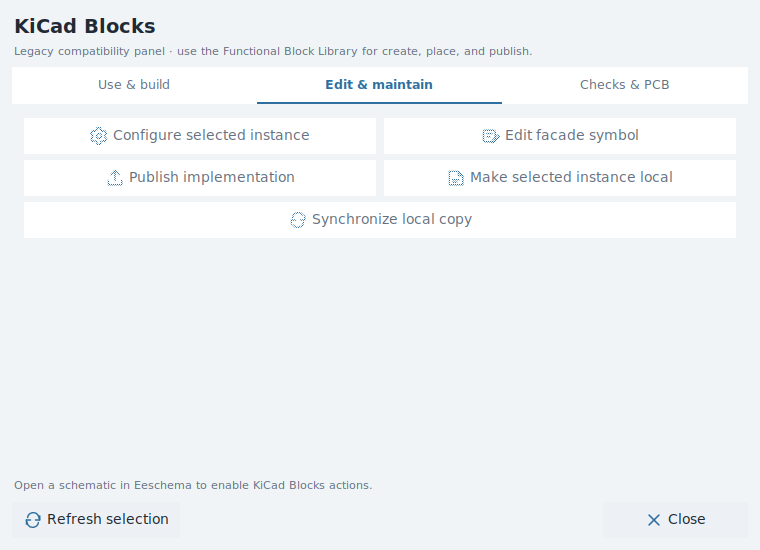 KiCad Blocks
Legacy compatibility panel · use the Functional Block Library for create, place, and publish.
Use & build
Edit & maintain
Checks & PCB
Configure selected instance
Edit facade symbol
Publish implementation
Make selected instance local
Synchronize local copy
Open a schematic in Eeschema to enable KiCad Blocks actions.
Refresh selection
Close